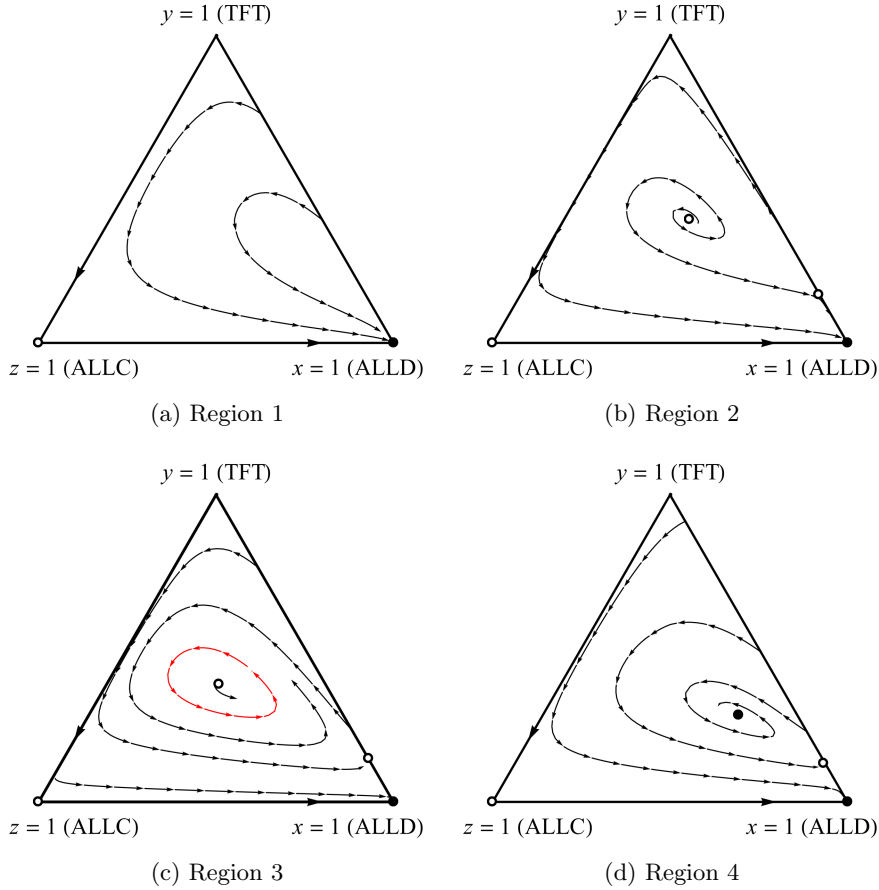 y = 1 (TFT)
y = 1 (TFT)
z = 1 (ALLC)
x = 1 (ALLD)
z = 1 (ALLC)
x = 1 (ALLD)
(a) Region 1
(b) Region 2
y = 1 (TFT)
y = 1 (TFT)
z = 1 (ALLC)
x = 1 (ALLD)
z = 1 (ALLC)
x = 1 (ALLD)
(c) Region 3
(d) Region 4